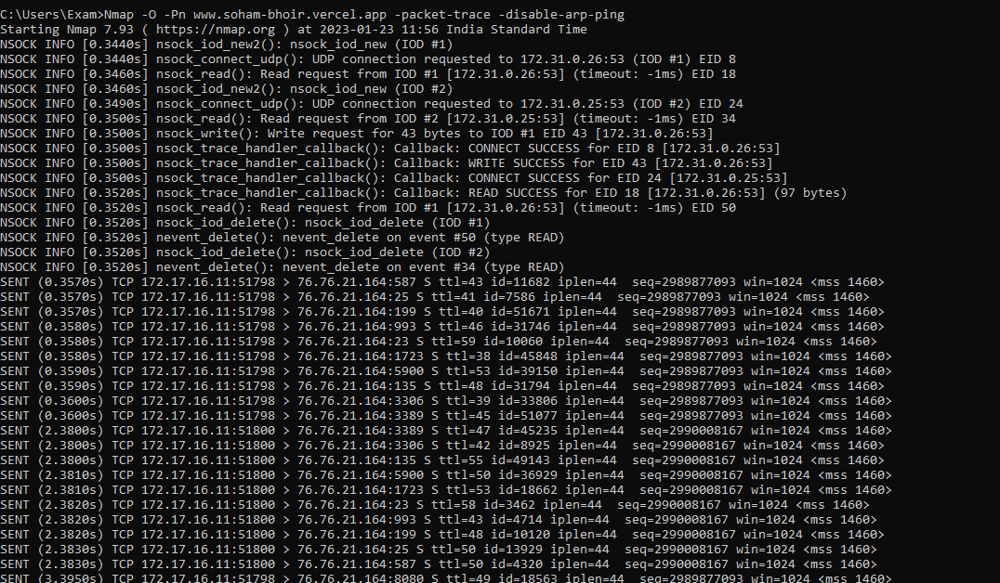 C:\Users\Exam>Nmap -O -Pn www.soham-bhoir.vercel.app -packet-trace -disable-arp-ping
Starting Nmap 7.93 ( https://nmap.org ) at 2023-01-23 11:56 India Standard Time
NSOCK INFO [0.3440s] nsock_iod_new2(): nsock_iod_new (IOD #1)
NSOCK INFO [0.3440s] nsock_connect_udp(): UDP connection requested to 172.31.0.26:53 (IOD #1) EID 8
NSOCK INFO [0.3460s] nsock_read(): Read request from IOD #1 [172.31.0.26:53] (timeout: -1ms) EID 18
NSOCK INFO [0.3460s] nsock_iod_new2(): nsock_iod_new (IOD #2)
NSOCK INFO [0.3490s] nsock_connect_udp(): UDP connection requested to 172.31.0.25:53 (IOD #2) EID 24
NSOCK INFO [0.3500s] nsock_read(): Read request from IOD #2 [172.31.0.25:53] (timeout: -1ms) EID 34
NSOCK INFO [0.3500s] nsock_write(): Write request for 43 bytes to IOD #1 EID 43 [172.31.0.26:53]
NSOCK INFO [0.3500s] nsock_trace_handler_callback(): Callback: CONNECT SUCCESS for EID 8 [172.31.0.26:53]
NSOCK INFO [0.3500s] nsock_trace_handler_callback(): Callback: WRITE SUCCESS for EID 43 [172.31.0.26:53]
NSOCK INFO [0.3500s] nsock_trace_handler_callback(): Callback: CONNECT SUCCESS for EID 24 [172.31.0.25:53]
NSOCK INFO [0.3520s] nsock_trace_handler_callback(): Callback: READ SUCCESS for EID 18 [172.31.0.26:53] (97 bytes)
NSOCK INFO [0.3520s] nsock_read(): Read request from IOD #1 [172.31.0.26:53] (timeout: -1ms) EID 50
NSOCK INFO [0.3520s] nsock_iod_delete(): nsock_iod_delete (IOD #1)
NSOCK INFO [0.3520s] nevent_delete(): nevent_delete on event #50 (type READ)
NSOCK INFO [0.3520s] nsock_iod_delete(): nsock_iod_delete (IOD #2)
NSOCK INFO [0.3520s] nevent_delete(): nevent_delete on event #34 (type READ)
SENT (0.3570s) TCP 172.17.16.11:51798 > 76.76.21.164:587 S ttl=43 id=11682 iplen=44  seq=2989877093 win=1024 <mss 1460>
SENT (0.3570s) TCP 172.17.16.11:51798 > 76.76.21.164:25 S ttl=41 id=7586 iplen=44  seq=2989877093 win=1024 <mss 1460>
SENT (0.3570s) TCP 172.17.16.11:51798 > 76.76.21.164:199 S ttl=40 id=51671 iplen=44  seq=2989877093 win=1024 <mss 1460>
SENT (0.3580s) TCP 172.17.16.11:51798 > 76.76.21.164:993 S ttl=46 id=31746 iplen=44  seq=2989877093 win=1024 <mss 1460>
SENT (0.3580s) TCP 172.17.16.11:51798 > 76.76.21.164:23 S ttl=59 id=10060 iplen=44  seq=2989877093 win=1024 <mss 1460>
SENT (0.3580s) TCP 172.17.16.11:51798 > 76.76.21.164:1723 S ttl=38 id=45848 iplen=44  seq=2989877093 win=1024 <mss 1460>
SENT (0.3590s) TCP 172.17.16.11:51798 > 76.76.21.164:5900 S ttl=53 id=39150 iplen=44  seq=2989877093 win=1024 <mss 1460>
SENT (0.3590s) TCP 172.17.16.11:51798 > 76.76.21.164:135 S ttl=48 id=31794 iplen=44  seq=2989877093 win=1024 <mss 1460>
SENT (0.3600s) TCP 172.17.16.11:51798 > 76.76.21.164:3306 S ttl=39 id=33806 iplen=44  seq=2989877093 win=1024 <mss 1460>
SENT (0.3600s) TCP 172.17.16.11:51798 > 76.76.21.164:3389 S ttl=45 id=51077 iplen=44  seq=2989877093 win=1024 <mss 1460>
SENT (2.3800s) TCP 172.17.16.11:51800 > 76.76.21.164:3389 S ttl=47 id=45235 iplen=44  seq=2990008167 win=1024 <mss 1460>
SENT (2.3800s) TCP 172.17.16.11:51800 > 76.76.21.164:3306 S ttl=42 id=8925 iplen=44  seq=2990008167 win=1024 <mss 1460>
SENT (2.3800s) TCP 172.17.16.11:51800 > 76.76.21.164:135 S ttl=55 id=49143 iplen=44  seq=2990008167 win=1024 <mss 1460>
SENT (2.3810s) TCP 172.17.16.11:51800 > 76.76.21.164:5900 S ttl=50 id=36929 iplen=44  seq=2990008167 win=1024 <mss 1460>
SENT (2.3810s) TCP 172.17.16.11:51800 > 76.76.21.164:1723 S ttl=53 id=18662 iplen=44  seq=2990008167 win=1024 <mss 1460>
SENT (2.3820s) TCP 172.17.16.11:51800 > 76.76.21.164:23 S ttl=58 id=3462 iplen=44  seq=2990008167 win=1024 <mss 1460>
SENT (2.3820s) TCP 172.17.16.11:51800 > 76.76.21.164:993 S ttl=43 id=4714 iplen=44  seq=2990008167 win=1024 <mss 1460>
SENT (2.3820s) TCP 172.17.16.11:51800 > 76.76.21.164:199 S ttl=48 id=10120 iplen=44  seq=2990008167 win=1024 <mss 1460>
SENT (2.3830s) TCP 172.17.16.11:51800 > 76.76.21.164:25 S ttl=50 id=13929 iplen=44  seq=2990008167 win=1024 <mss 1460>
SENT (2.3830s) TCP 172.17.16.11:51800 > 76.76.21.164:587 S ttl=50 id=4320 iplen=44  seq=2990008167 win=1024 <mss 1460>
SENT (3.3950s) TCP 172.17.16.11:51798 > 76.76.21.164:8080 S ttl=49 id=18563 iplen=44  seq=2989877093 win=1024 <mss 1460>